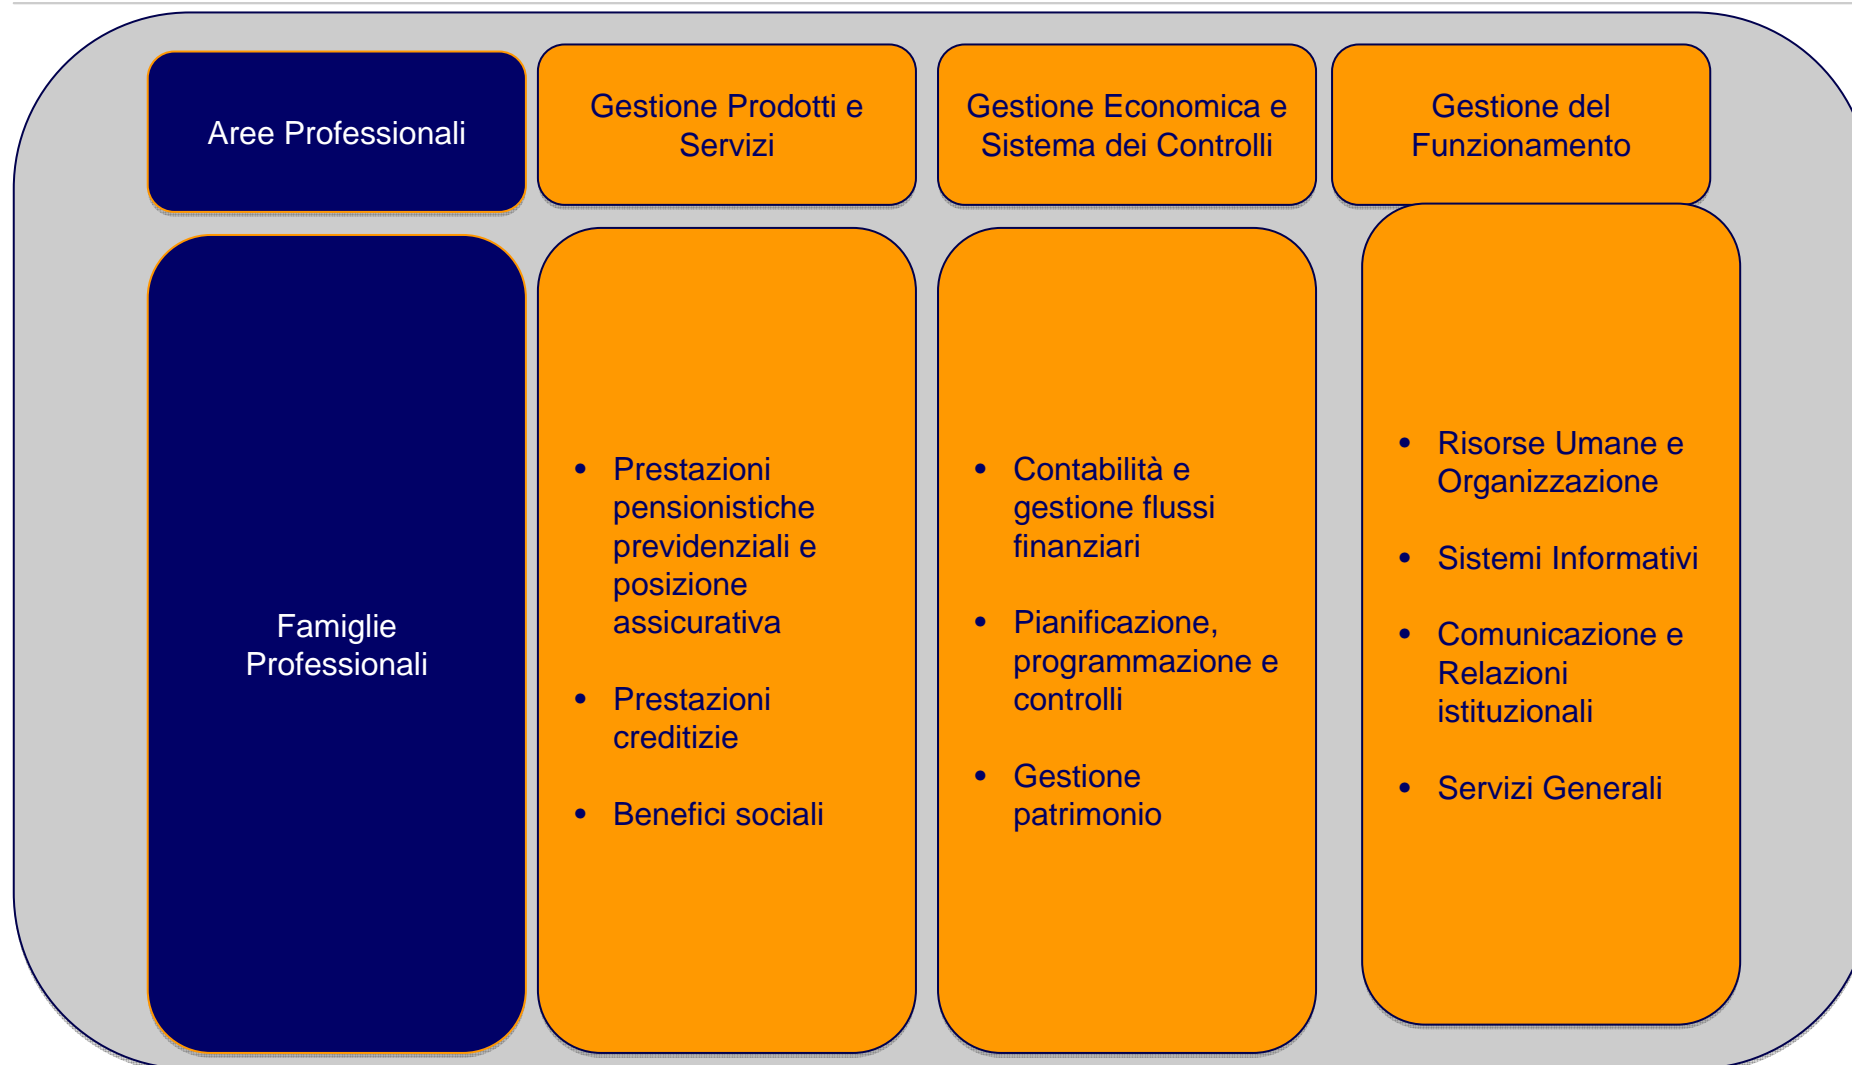 Aree Professionali
Gestione Prodotti e
Servizi
Gestione Economica e
Sistema dei Controlli
Gestione del
Funzionamento
Famiglie
Professionali
• Prestazioni
pensionistiche
previdenziali e
posizione
assicurativa
• Prestazioni
creditizie
• Benefici sociali
• Contabilità e
gestione flussi
finanziari
• Pianificazione,
programmazione e
controlli
• Gestione
patrimonio
• Risorse Umane e
Organizzazione
• Sistemi Informativi
• Comunicazione e
Relazioni
istituzionali
• Servizi Generali